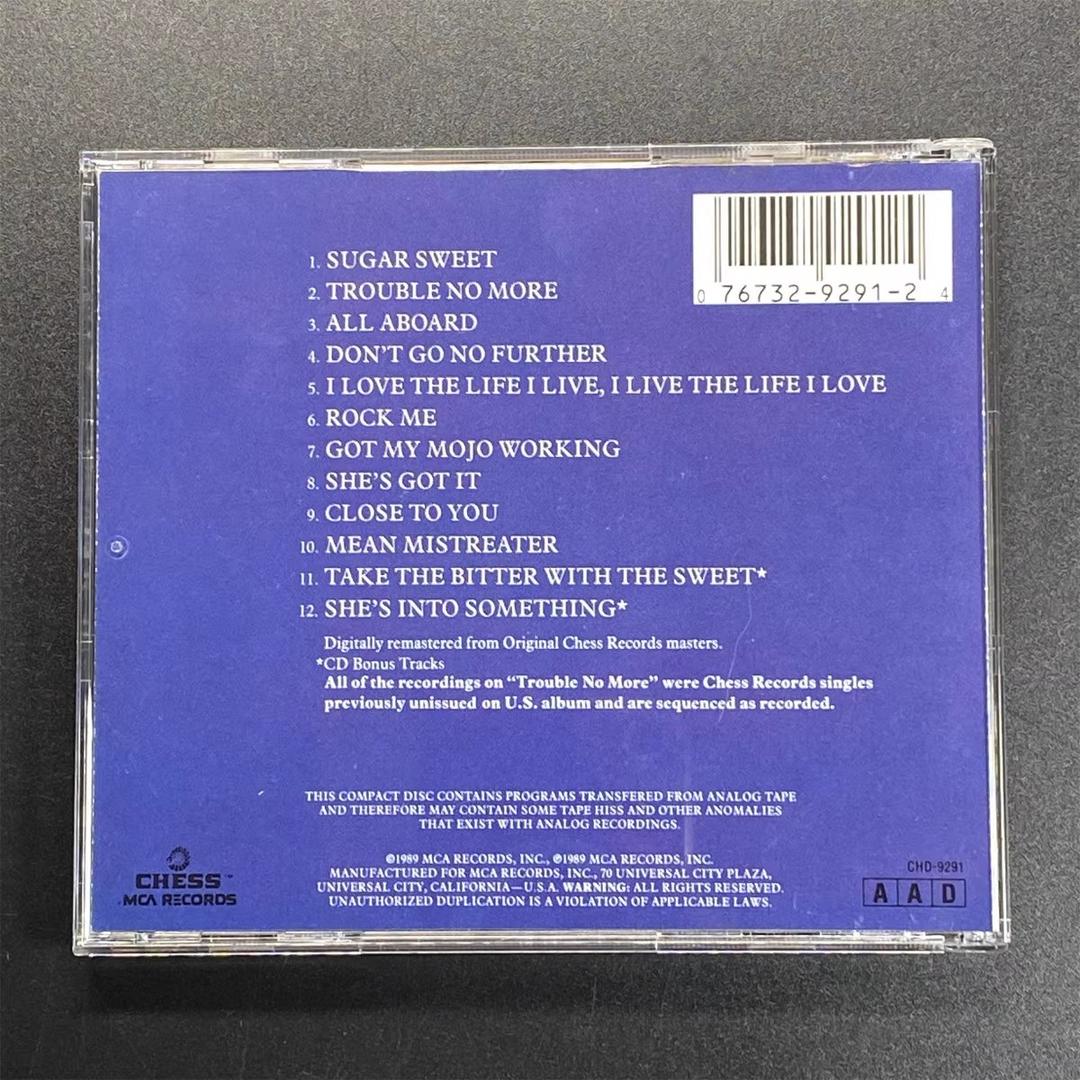 0 76732-9291-2 4
1. SUGAR SWEET
2. TROUBLE NO MORE
3. ALL ABOARD
4. DON'T GO NO FURTHER
5. I LOVE THE LIFE I LIVE, I LIVE THE LIFE I LOVE
6. ROCK ME
7. GOT MY MOJO WORKING
8. SHE'S GOT IT
9. CLOSE TO YOU
10. MEAN MISTREATER
11. TAKE THE BITTER WITH THE SWEET*
12. SHE'S INTO SOMETHING*
Digitally remastered from Original Chess Records masters.
*CD Bonus Tracks
All of the recordings on “Trouble No More” were Chess Records singles
previously unissued on U.S. album and are sequenced as recorded.
THIS COMPACT DISC CONTAINS PROGRAMS TRANSFERED FROM ANALOG TAPE
AND THEREFORE MAY CONTAIN SOME TAPE HISS AND OTHER ANOMALIES
THAT EXIST WITH ANALOG RECORDINGS.
©1989 MCA RECORDS, INC., ℗1989 MCA RECORDS, INC.
MANUFACTURED FOR MCA RECORDS, INC., 70 UNIVERSAL CITY PLAZA,
UNIVERSAL CITY, CALIFORNIA—U.S.A. WARNING: ALL RIGHTS RESERVED.
UNAUTHORIZED DUPLICATION IS A VIOLATION OF APPLICABLE LAWS.
CHESS™
MCA RECORDS
CHD-9291
A A D